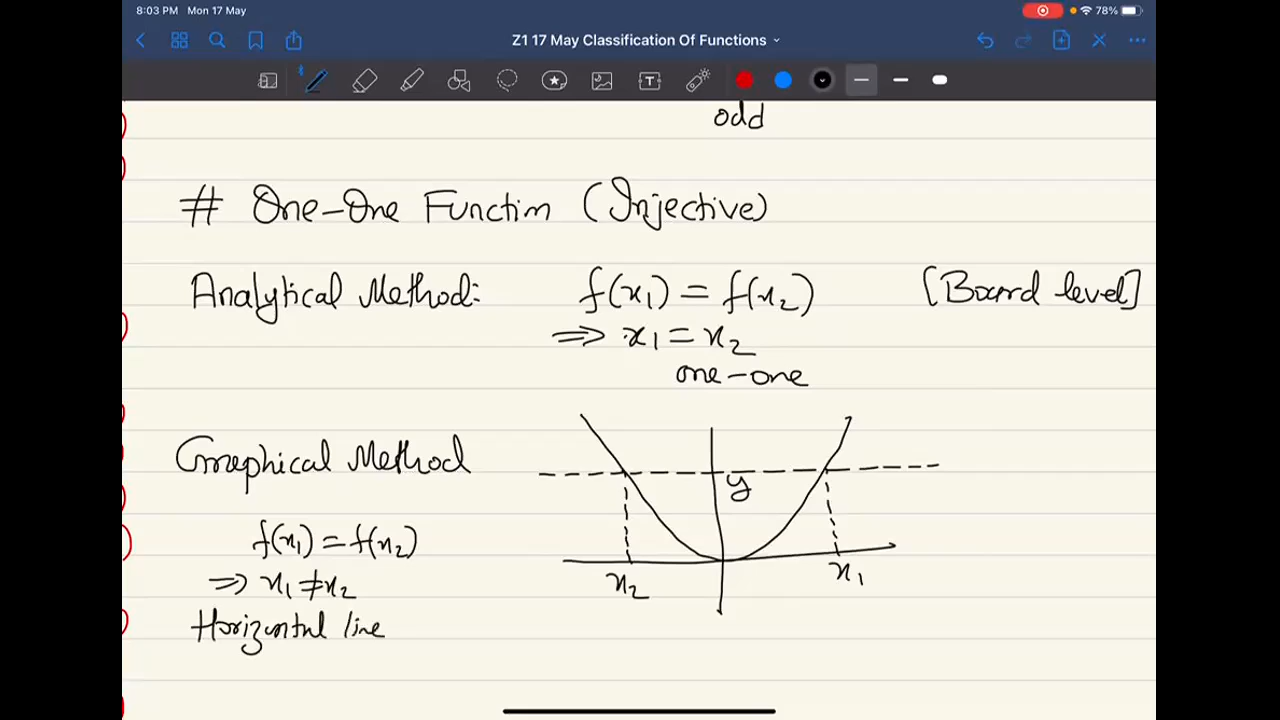 8:03 PM Mon 17 May
78%
Z1 17 May Classification Of Functions
odd
# One-One Function (Injective)
Analytical Method: f(x₁) = f(x₂) [Board level]
⇒ x₁ = x₂
one-one
Graphical Method
y
f(x₁) = f(x₂)
x₂ x₁
⇒ x₁ ≠ x₂
Horizontal line